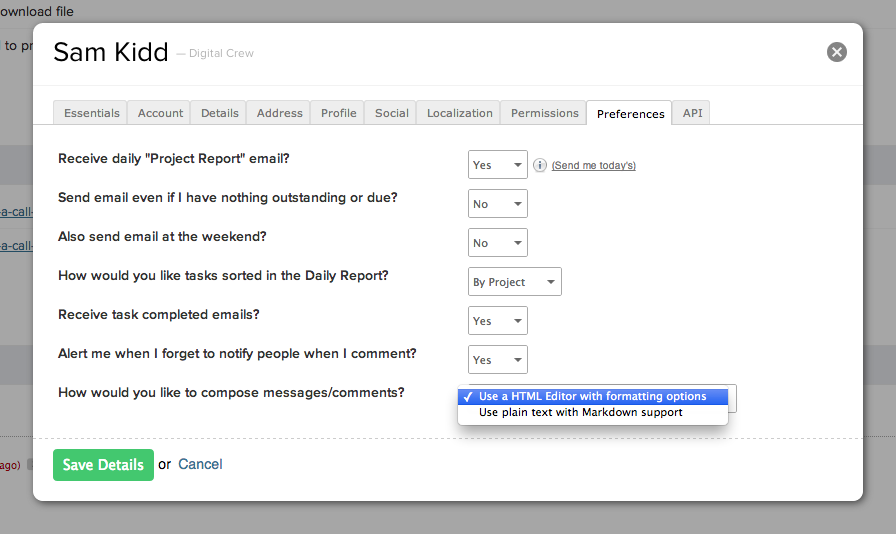 ownload file
to pr
Sam Kidd — Digital Crew
Essentials Account Details Address Profile Social Localization Permissions Preferences API
Receive daily "Project Report" email? Yes (Send me today's)
Send email even if I have nothing outstanding or due? No
-a-call-
Also send email at the weekend? No
-a-call-
How would you like tasks sorted in the Daily Report? By Project
Receive task completed emails? Yes
Alert me when I forget to notify people when I comment? Yes
How would you like to compose messages/comments? ✓ Use a HTML Editor with formatting options
Use plain text with Markdown support
ago)
Save Details or Cancel